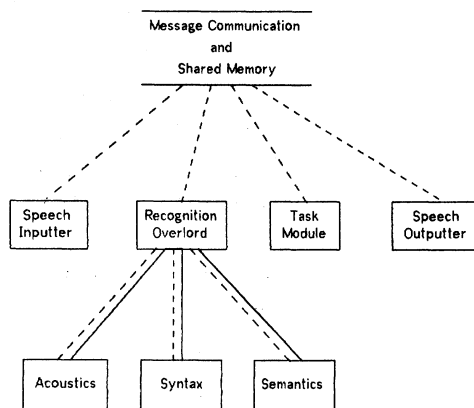 Message Communication
and
Shared Memory
Speech
Inputter
Recognition
Overlord
Task
Module
Speech
Outputter
Acoustics
Syntax
Semantics